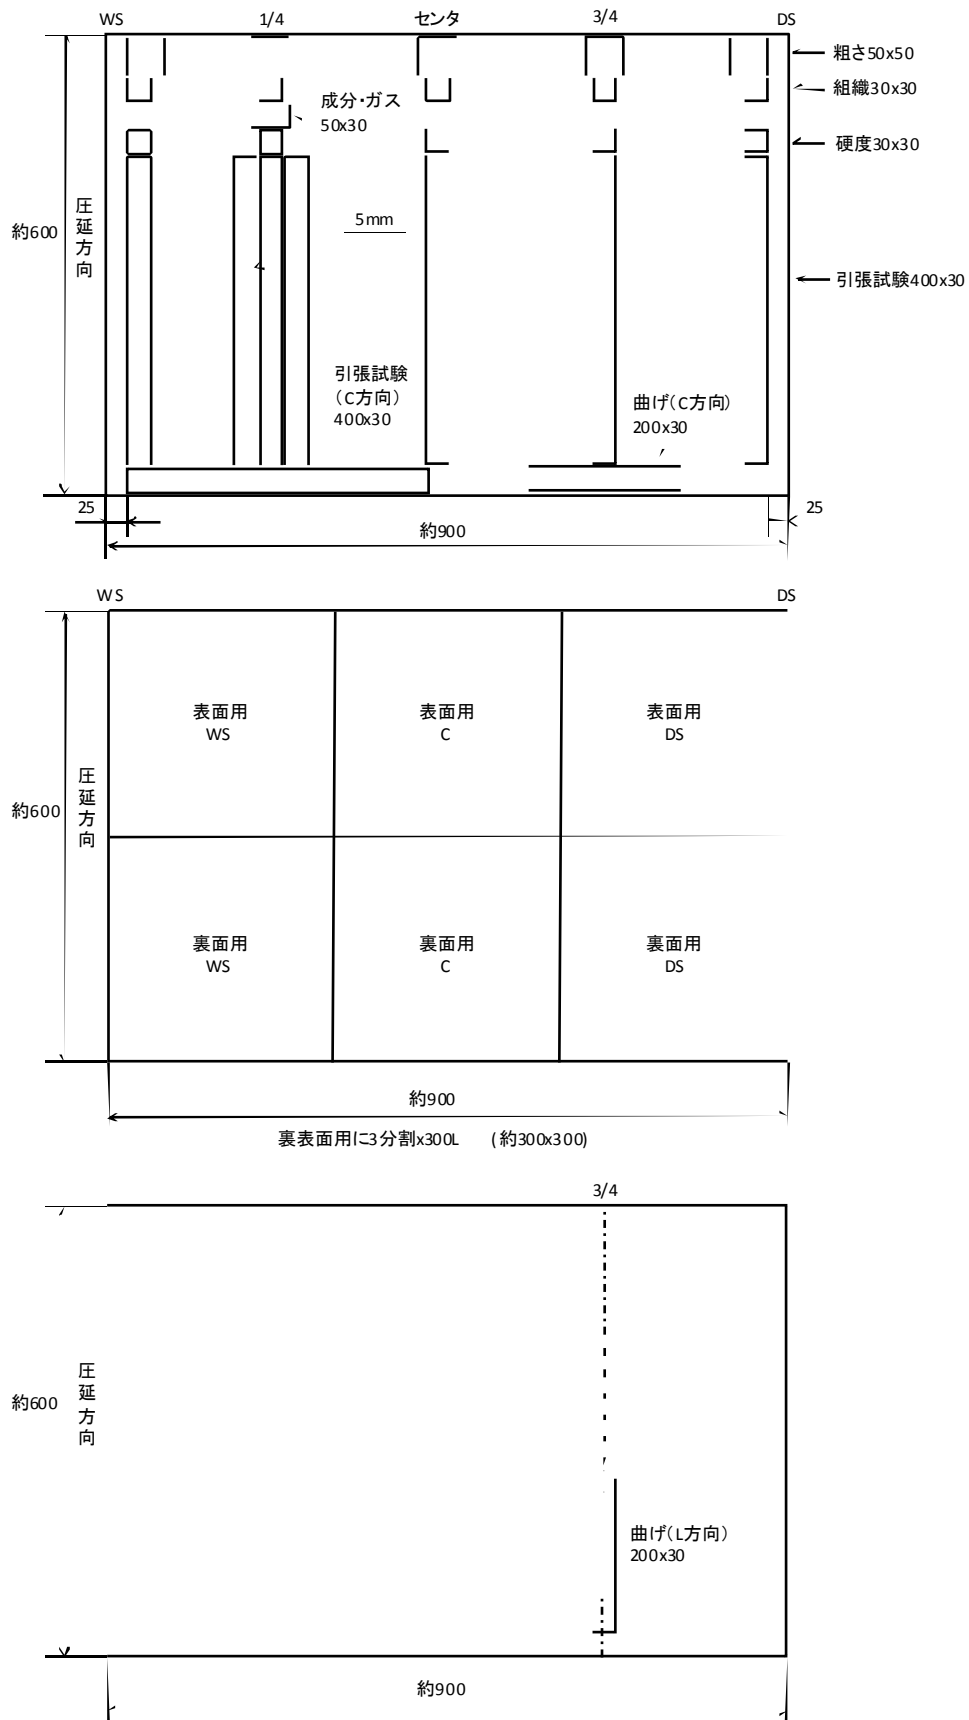 WS 1/4 センタ 3/4 DS
粗さ50x50
組織30x30
成分・ガス
50x30
硬度30x30
約600
圧延方向
5mm
引張試験400x30
引張試験
（C方向）
400x30
曲げ（C方向）
200x30
25
25
約900
WS DS
表面用
WS
表面用
C
表面用
DS
約600
圧延方向
裏面用
WS
裏面用
C
裏面用
DS
約900
裏表面用に3分割x300L (約300x300)
3/4
約600
圧延方向
曲げ（L方向）
200x30
約900